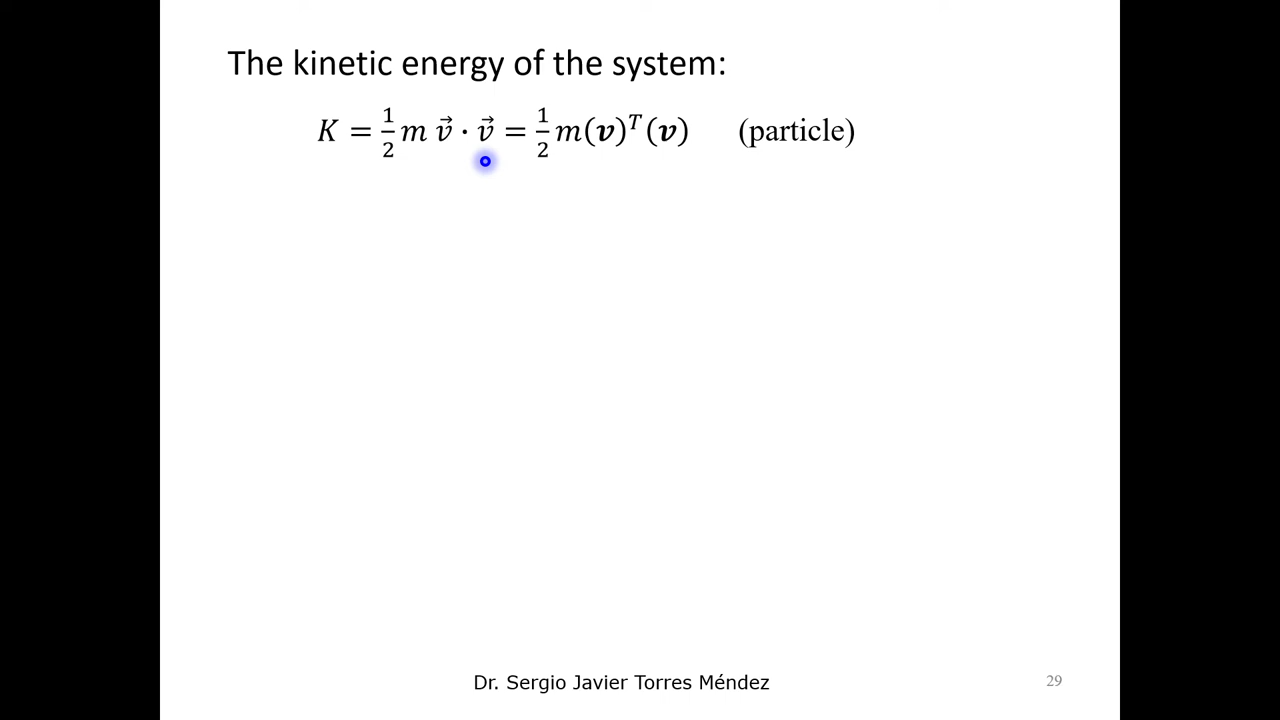 The kinetic energy of the system:
K = 1/2 m v⃗ · v⃗ = 1/2 m(v)^T(v) (particle)
Dr. Sergio Javier Torres Méndez
29